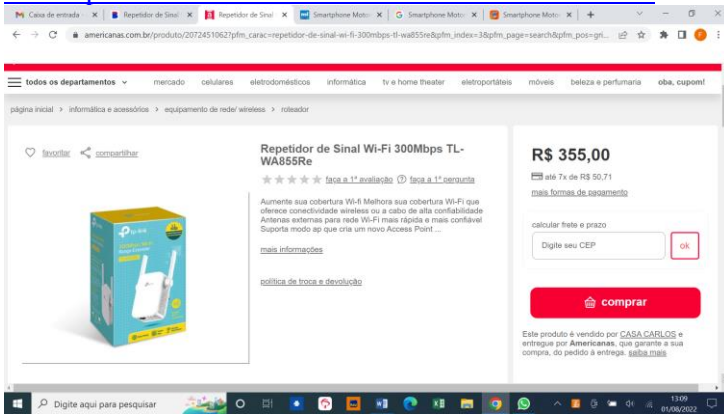 Caixa de entrada
Repetidor de Sinal
Repetidor de Sinal
Smartphone Motor
Smartphone Motor
Smartphone Motor
americanas.com.br/produto/2072451062?pfm_carac=repetidor-de-sinal-wi-fi-300mbps-tl-wa855re&pfm_index=3&pfm_page=search&pfm_pos=gri...
todos os departamentos
mercado
celulares
eletrodomésticos
informática
tv e home theater
eletroportáteis
móveis
beleza e perfumaria
oba, cupom!
página inicial > informática e acessórios > equipamento de rede/ wireless > roteador
favoritar
compartilhar
Repetidor de Sinal Wi-Fi 300Mbps TL-
WA855Re
faça a 1ª avaliação
faça a 1ª pergunta
Aumente sua cobertura Wi-fi Melhora sua cobertura Wi-Fi que
oferece conectividade wireless ou a cabo de alta confiabilidade
Antenas externas para rede Wi-Fi mais rápida e mais confiável
Suporta modo ap que cria um novo Access Point ...
mais informações
política de troca e devolução
tp-link
R$ 355,00
até 7x de R$ 50,71
mais formas de pagamento
calcular frete e prazo
Digite seu CEP
ok
comprar
Este produto é vendido por CASA
CARLOS e
entregue por Americanas, que garante a sua
compra, do pedido à entrega. saiba
mais
Digite aqui para pesquisar
13:09
01/08/2022